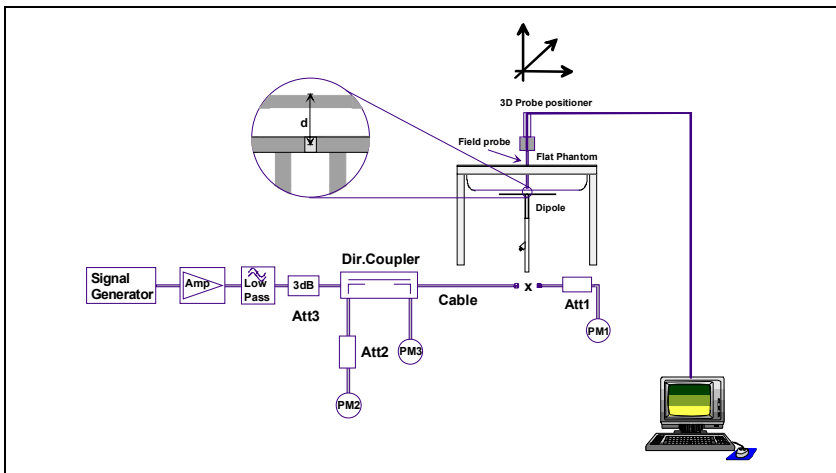 3D Probe positioner
d
Field probe
Flat Phantom
Dipole
Dir.Coupler
Signal
Generator
Amp
Low
Pass
3dB
Att3
Cable
x
Att1
PM1
Att2
PM3
PM2